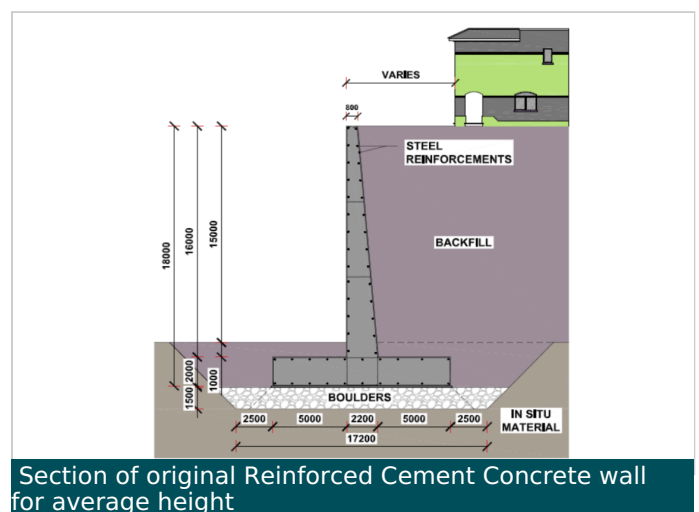 VARIES
800
STEEL
REINFORCEMENTS
18000
16000
15000
BACKFILL
2000
1000
1500
BOULDERS
2500 5000 2200 5000 2500
17200
IN SITU
MATERIAL
Section of original Reinforced Cement Concrete wall
for average height